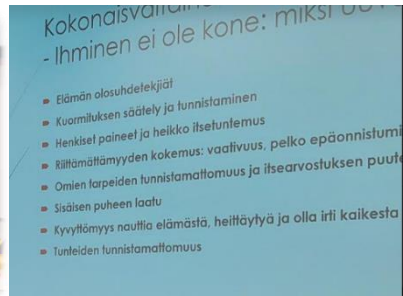 - Ihminen ei ole kone: miksi
Elämän olosuhdetekijät
Kuormituksen säätely ja tunnistaminen
Henkiset paineet ja heikko itsetuntemus
Riittämättömyyden kokemus: vaativuus, pelko epäonnistumi
Omien tarpeiden tunnistamattomuus ja itsearvostuksen puute
Sisäisen puheen laatu
Kyvyttömyys nauttia elämästä, heittäytyä ja olla irti kaikesta
Tunteiden tunnistamattomuus